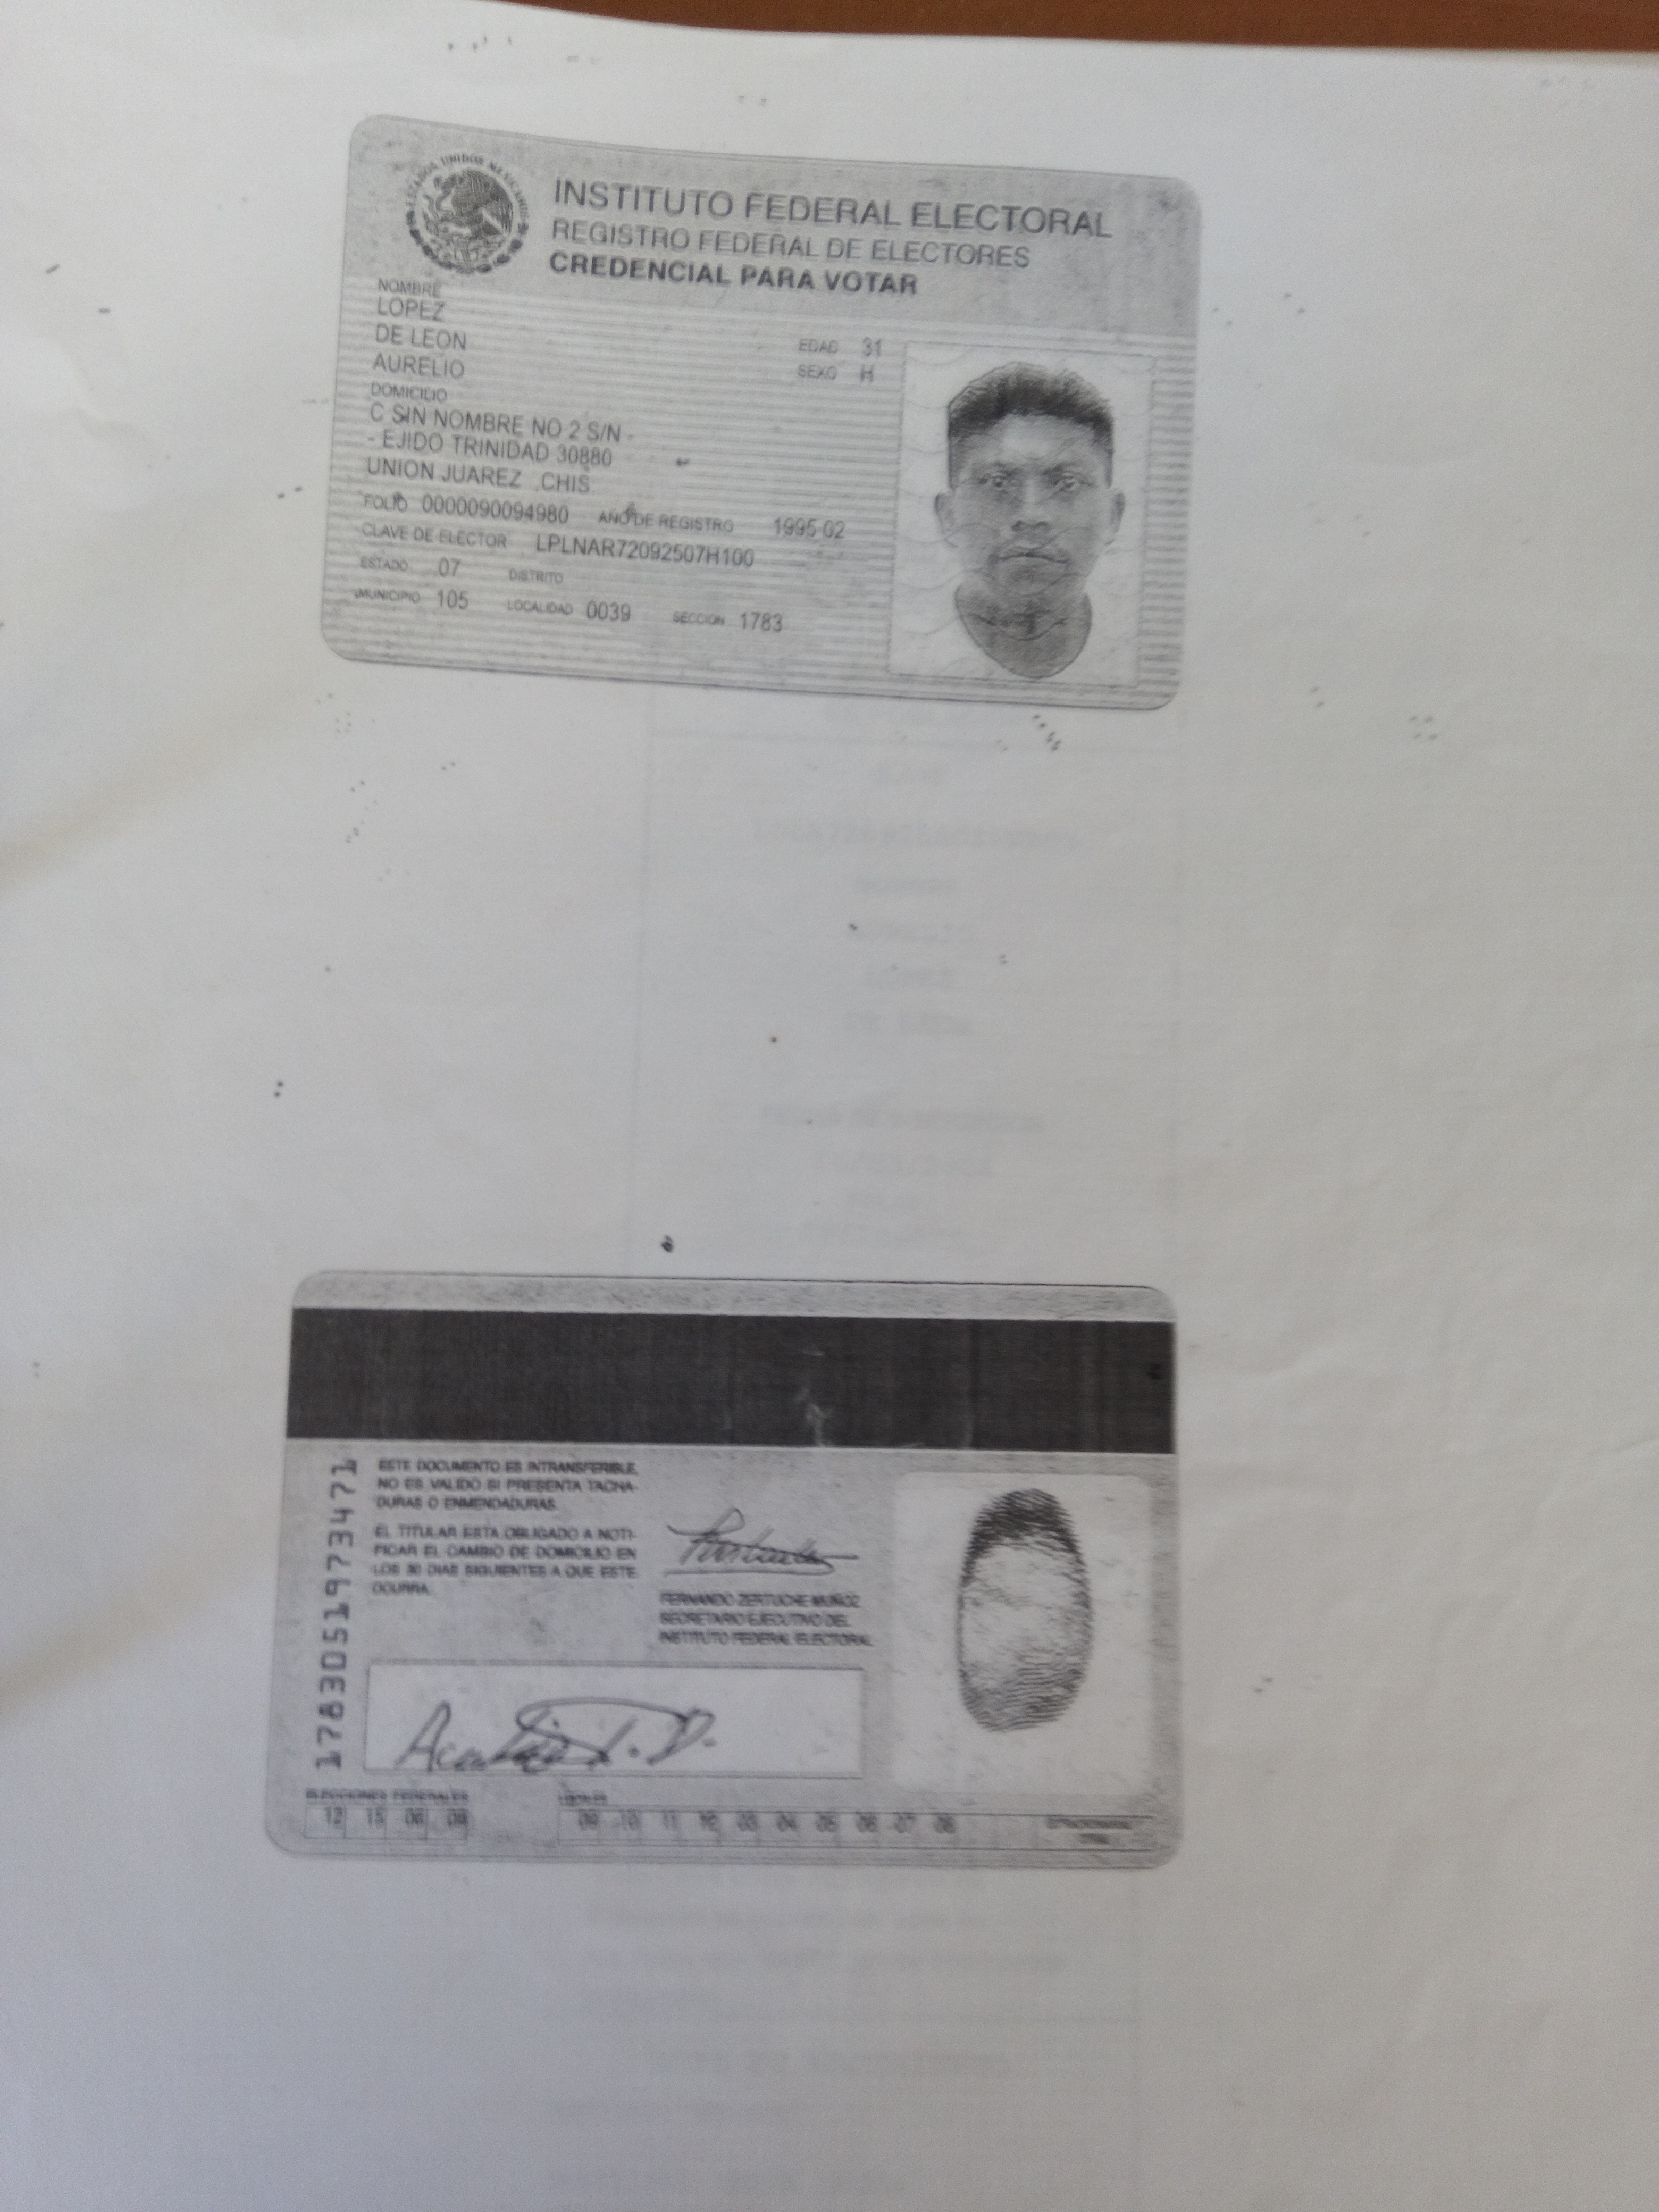 ESTADOS UNIDOS MEXICANOS
INSTITUTO FEDERAL ELECTORAL
REGISTRO FEDERAL DE ELECTORES
CREDENCIAL PARA VOTAR
NOMBRE
LOPEZ
DE LEON
AURELIO
EDAD 31
SEXO H
DOMICILIO
C SIN NOMBRE NO 2 S/N -
- EJIDO TRINIDAD 30880
UNION JUAREZ ,CHIS.
FOLIO 0000090094980 AÑO DE REGISTRO 1995 02
CLAVE DE ELECTOR LPLNAR72092507H100
ESTADO 07 DISTRITO
MUNICIPIO 105 LOCALIDAD 0039 SECCION 1783
1783051973471
ESTE DOCUMENTO ES INTRANSFERIBLE,
NO ES VALIDO SI PRESENTA TACHA-
DURAS O ENMENDADURAS.
EL TITULAR ESTA OBLIGADO A NOTI-
FICAR EL CAMBIO DE DOMICILIO EN
LOS 30 DIAS SIGUIENTES A QUE ESTE
OCURRA.
FERNANDO ZERTUCHE MUÑOZ
SECRETARIO EJECUTIVO DEL
INSTITUTO FEDERAL ELECTORAL
ELECCIONES FEDERALES
12 15 06 09
LOCALES
09 10 11 12 03 04 05 06 07 08